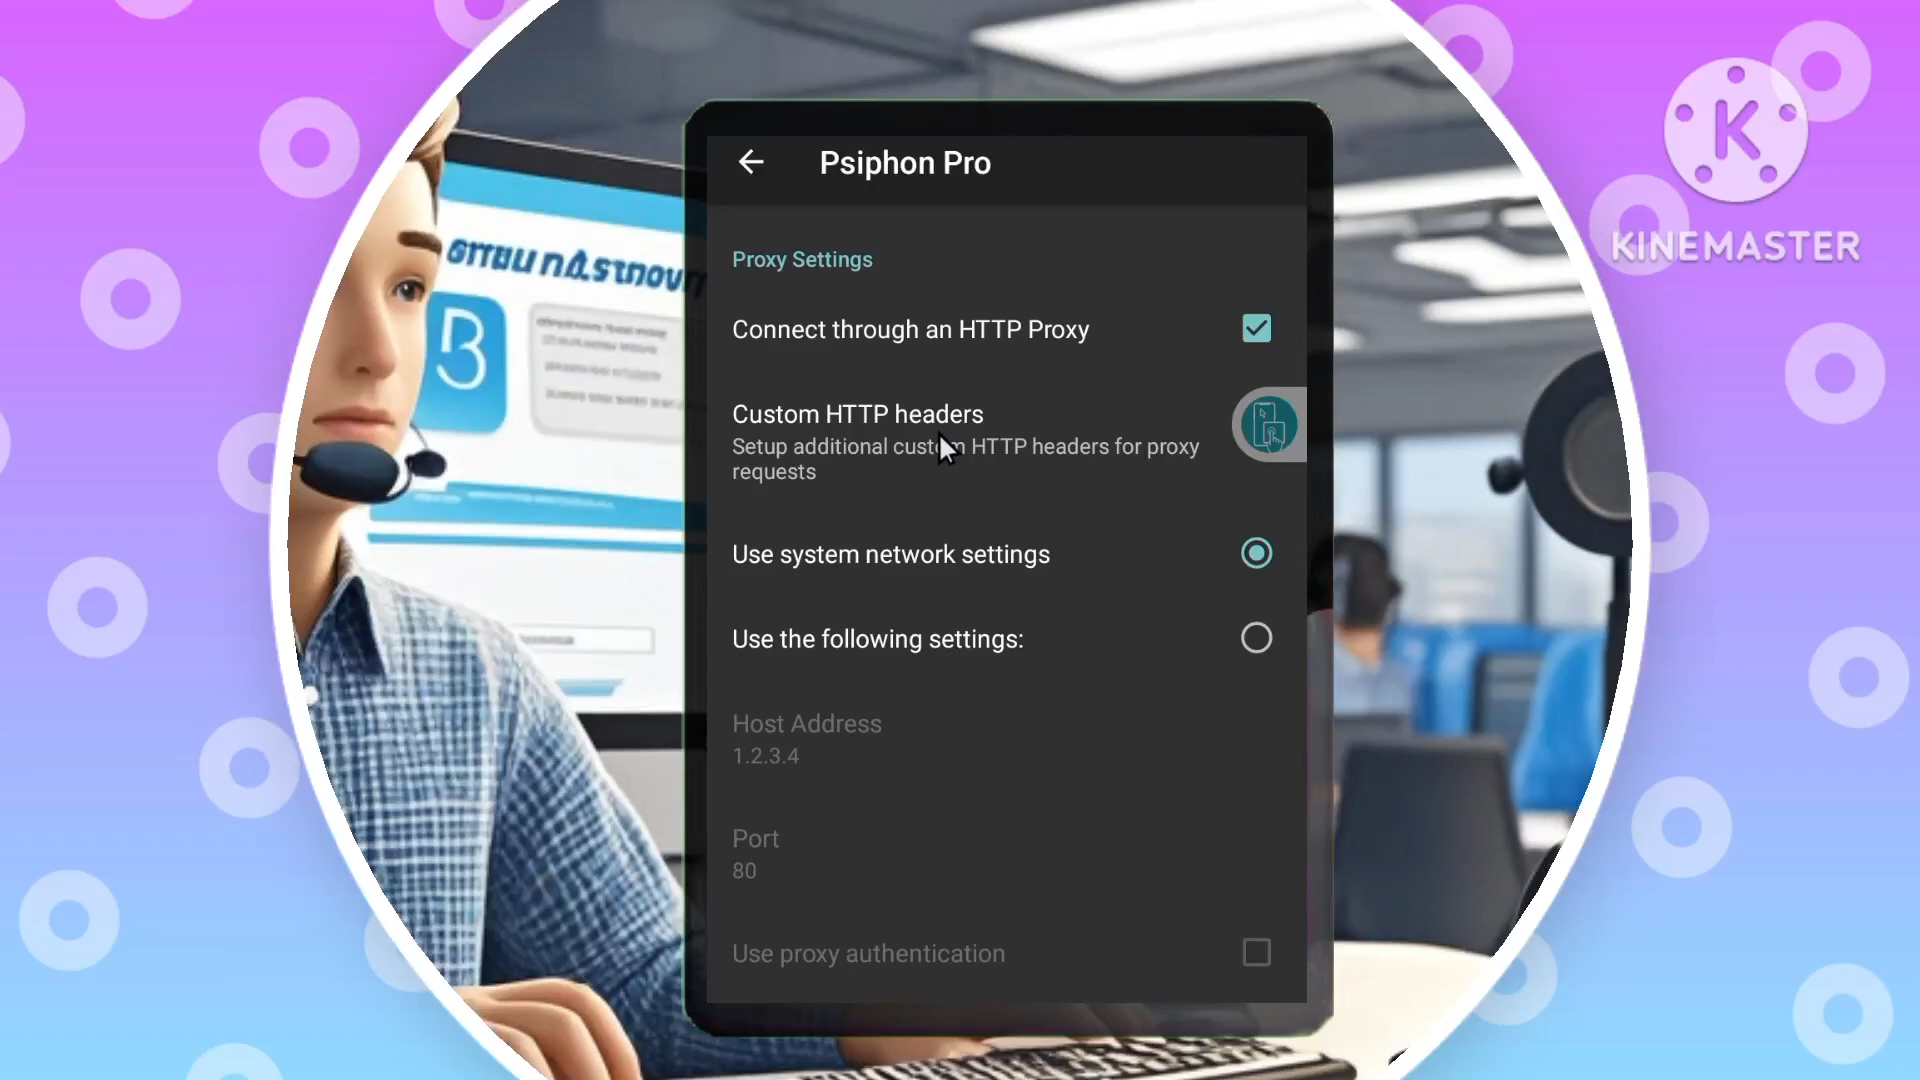 Psiphon Pro
KINEMASTER
Proxy Settings
Connect through an HTTP Proxy
Custom HTTP headers
Setup additional custom HTTP headers for proxy
requests
Use system network settings
Use the following settings:
Host Address
1.2.3.4
Port
80
Use proxy authentication